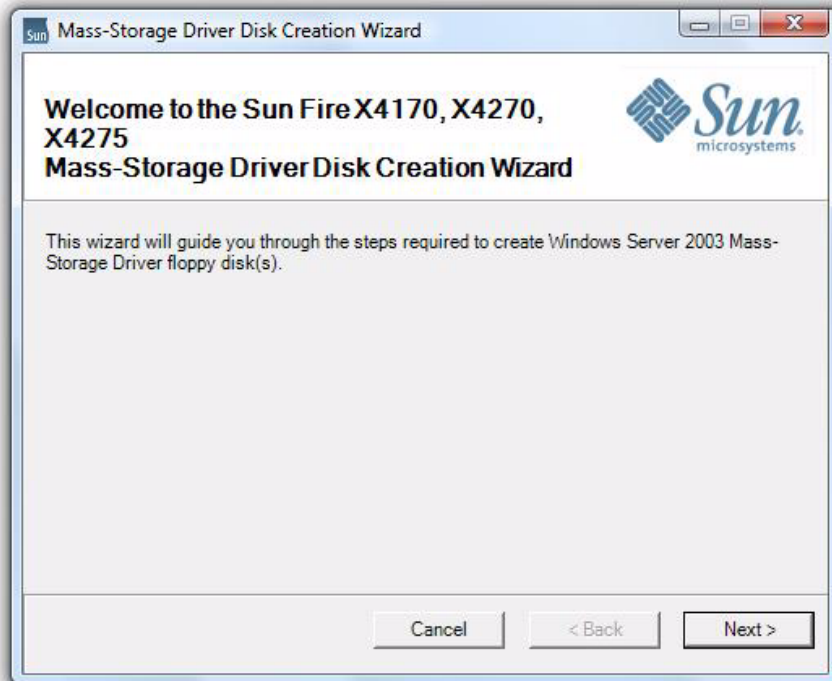 Sun Mass-Storage Driver Disk Creation Wizard
Welcome to the Sun Fire X4170, X4270,
X4275
Mass-Storage Driver Disk Creation Wizard
Sun
microsystems
This wizard will guide you through the steps required to create Windows Server 2003 Mass-
Storage Driver floppy disk(s).
Cancel < Back Next >